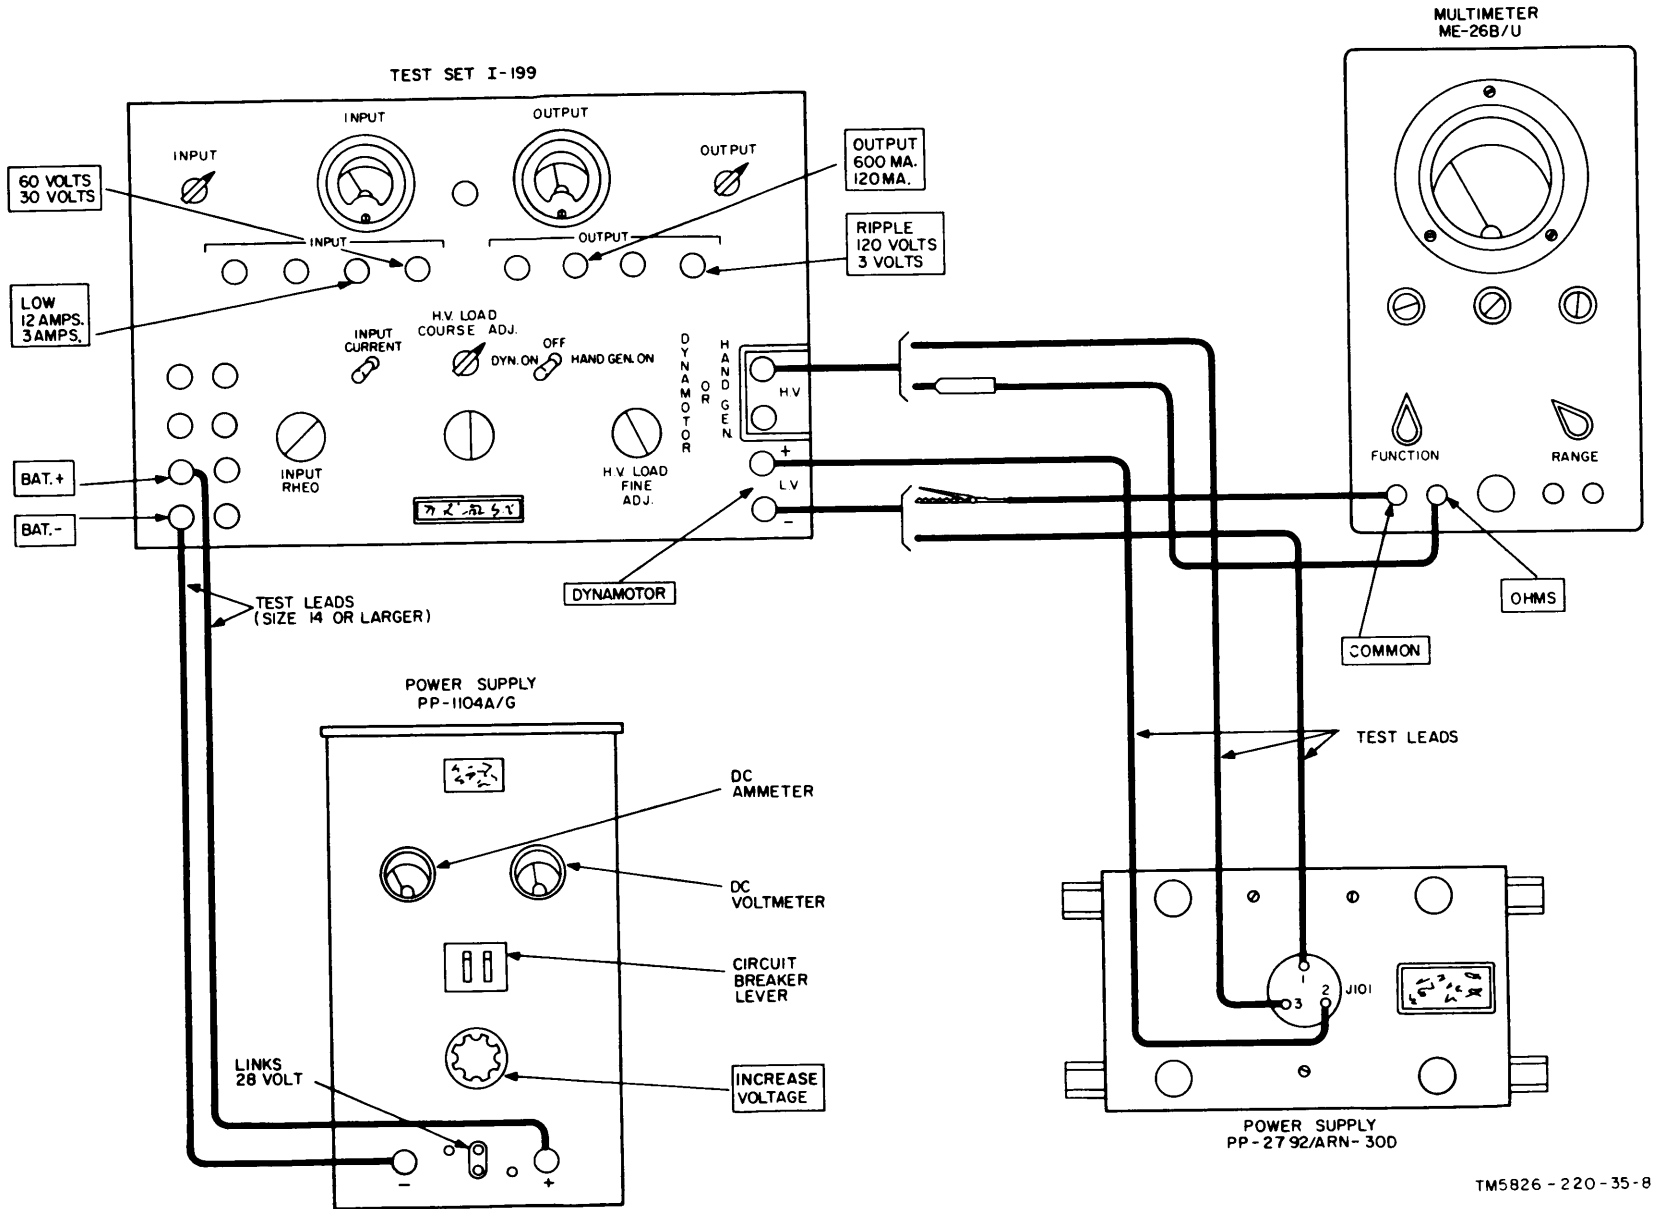 MULTIMETER
ME-26B/U
TEST SET I-199
INPUT
OUTPUT
INPUT
OUTPUT
60 VOLTS
30 VOLTS
OUTPUT
600 MA.
120 MA.
INPUT
OUTPUT
RIPPLE
120 VOLTS
3 VOLTS
LOW
12 AMPS.
3 AMPS.
INPUT
CURRENT
H.V. LOAD
COURSE ADJ.
DYN. ON
OFF
HAND GEN. ON
DYNAMOTOR
OR
HAND GEN.
H.V.
INPUT
RHEO
H.V. LOAD
FINE
ADJ.
+
L.V.
-
BAT. +
BAT. -
FUNCTION
RANGE
DYNAMOTOR
OHMS
COMMON
TEST LEADS
(SIZE 14 OR LARGER)
POWER SUPPLY
PP-1104A/G
TEST LEADS
DC
AMMETER
DC
VOLTMETER
CIRCUIT
BREAKER
LEVER
1
2
3
J101
LINKS
28 VOLT
INCREASE
VOLTAGE
-
+
POWER SUPPLY
PP-2792/ARN-30D
TM5826-220-35-8